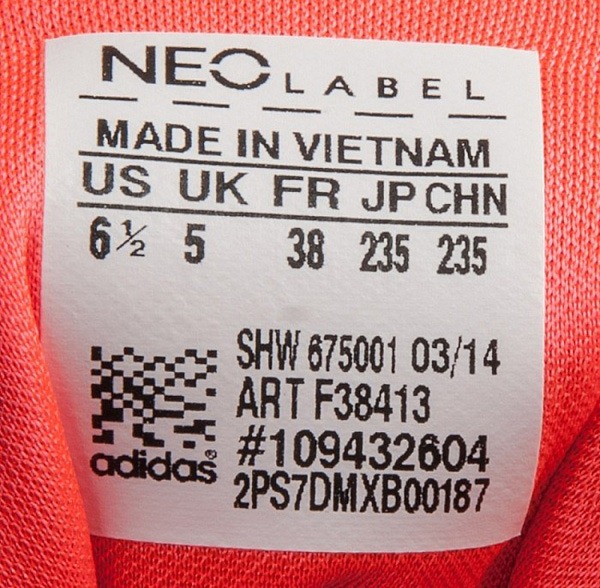 NEO LABEL
MADE IN VIETNAM
US UK FR JP CHN
6½ 5 38 235 235
SHW 675001 03/14
ART F38413
#109432604
adidas®
2PS7DMXB00187